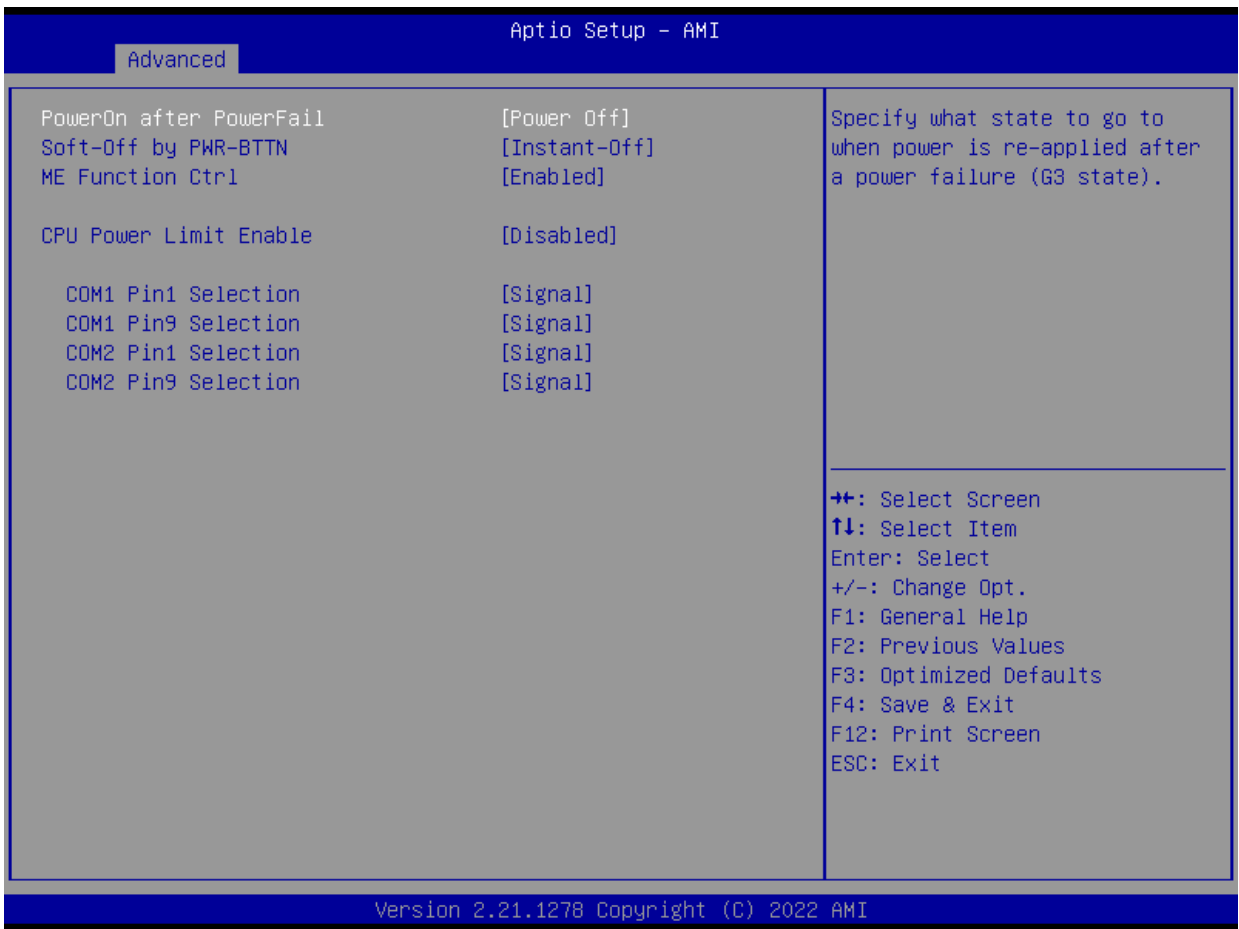 Aptio Setup – AMI
Advanced
PowerOn after PowerFail [Power Off]
Soft-Off by PWR-BTTN [Instant-Off]
ME Function Ctrl [Enabled]
CPU Power Limit Enable [Disabled]
COM1 Pin1 Selection [Signal]
COM1 Pin9 Selection [Signal]
COM2 Pin1 Selection [Signal]
COM2 Pin9 Selection [Signal]
Specify what state to go to
when power is re-applied after
a power failure (G3 state).
→←: Select Screen
↑↓: Select Item
Enter: Select
+/-: Change Opt.
F1: General Help
F2: Previous Values
F3: Optimized Defaults
F4: Save & Exit
F12: Print Screen
ESC: Exit
Version 2.21.1278 Copyright (C) 2022 AMI